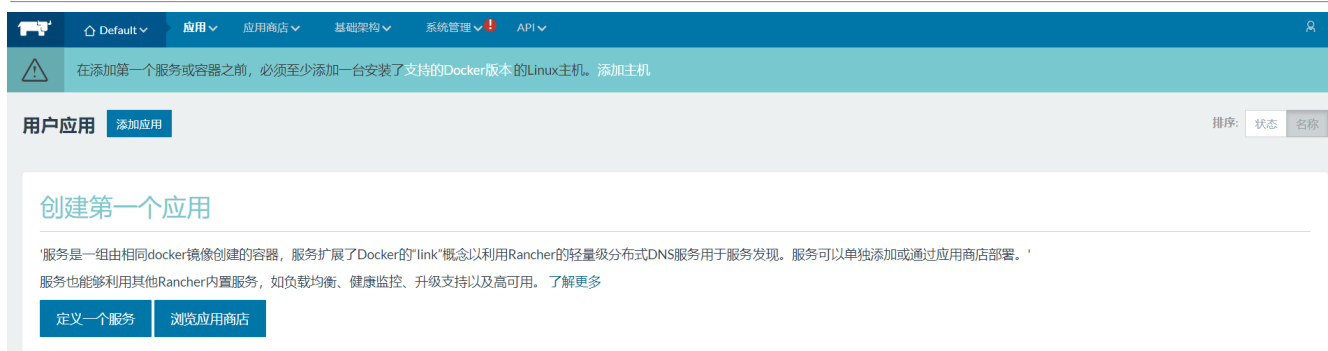 Default 应用 应用商店 基础架构 系统管理 ! API
在添加第一个服务或容器之前，必须至少添加一台安装了支持的Docker版本 的Linux主机。添加主机
用户应用 添加应用 排序: 状态 名称
创建第一个应用
'服务是一组由相同docker镜像创建的容器，服务扩展了Docker的"link"概念以利用Rancher的轻量级分布式DNS服务用于服务发现。服务可以单独添加或通过应用商店部署。'
服务也能够利用其他Rancher内置服务，如负载均衡、健康监控、升级支持以及高可用。 了解更多
定义一个服务 浏览应用商店